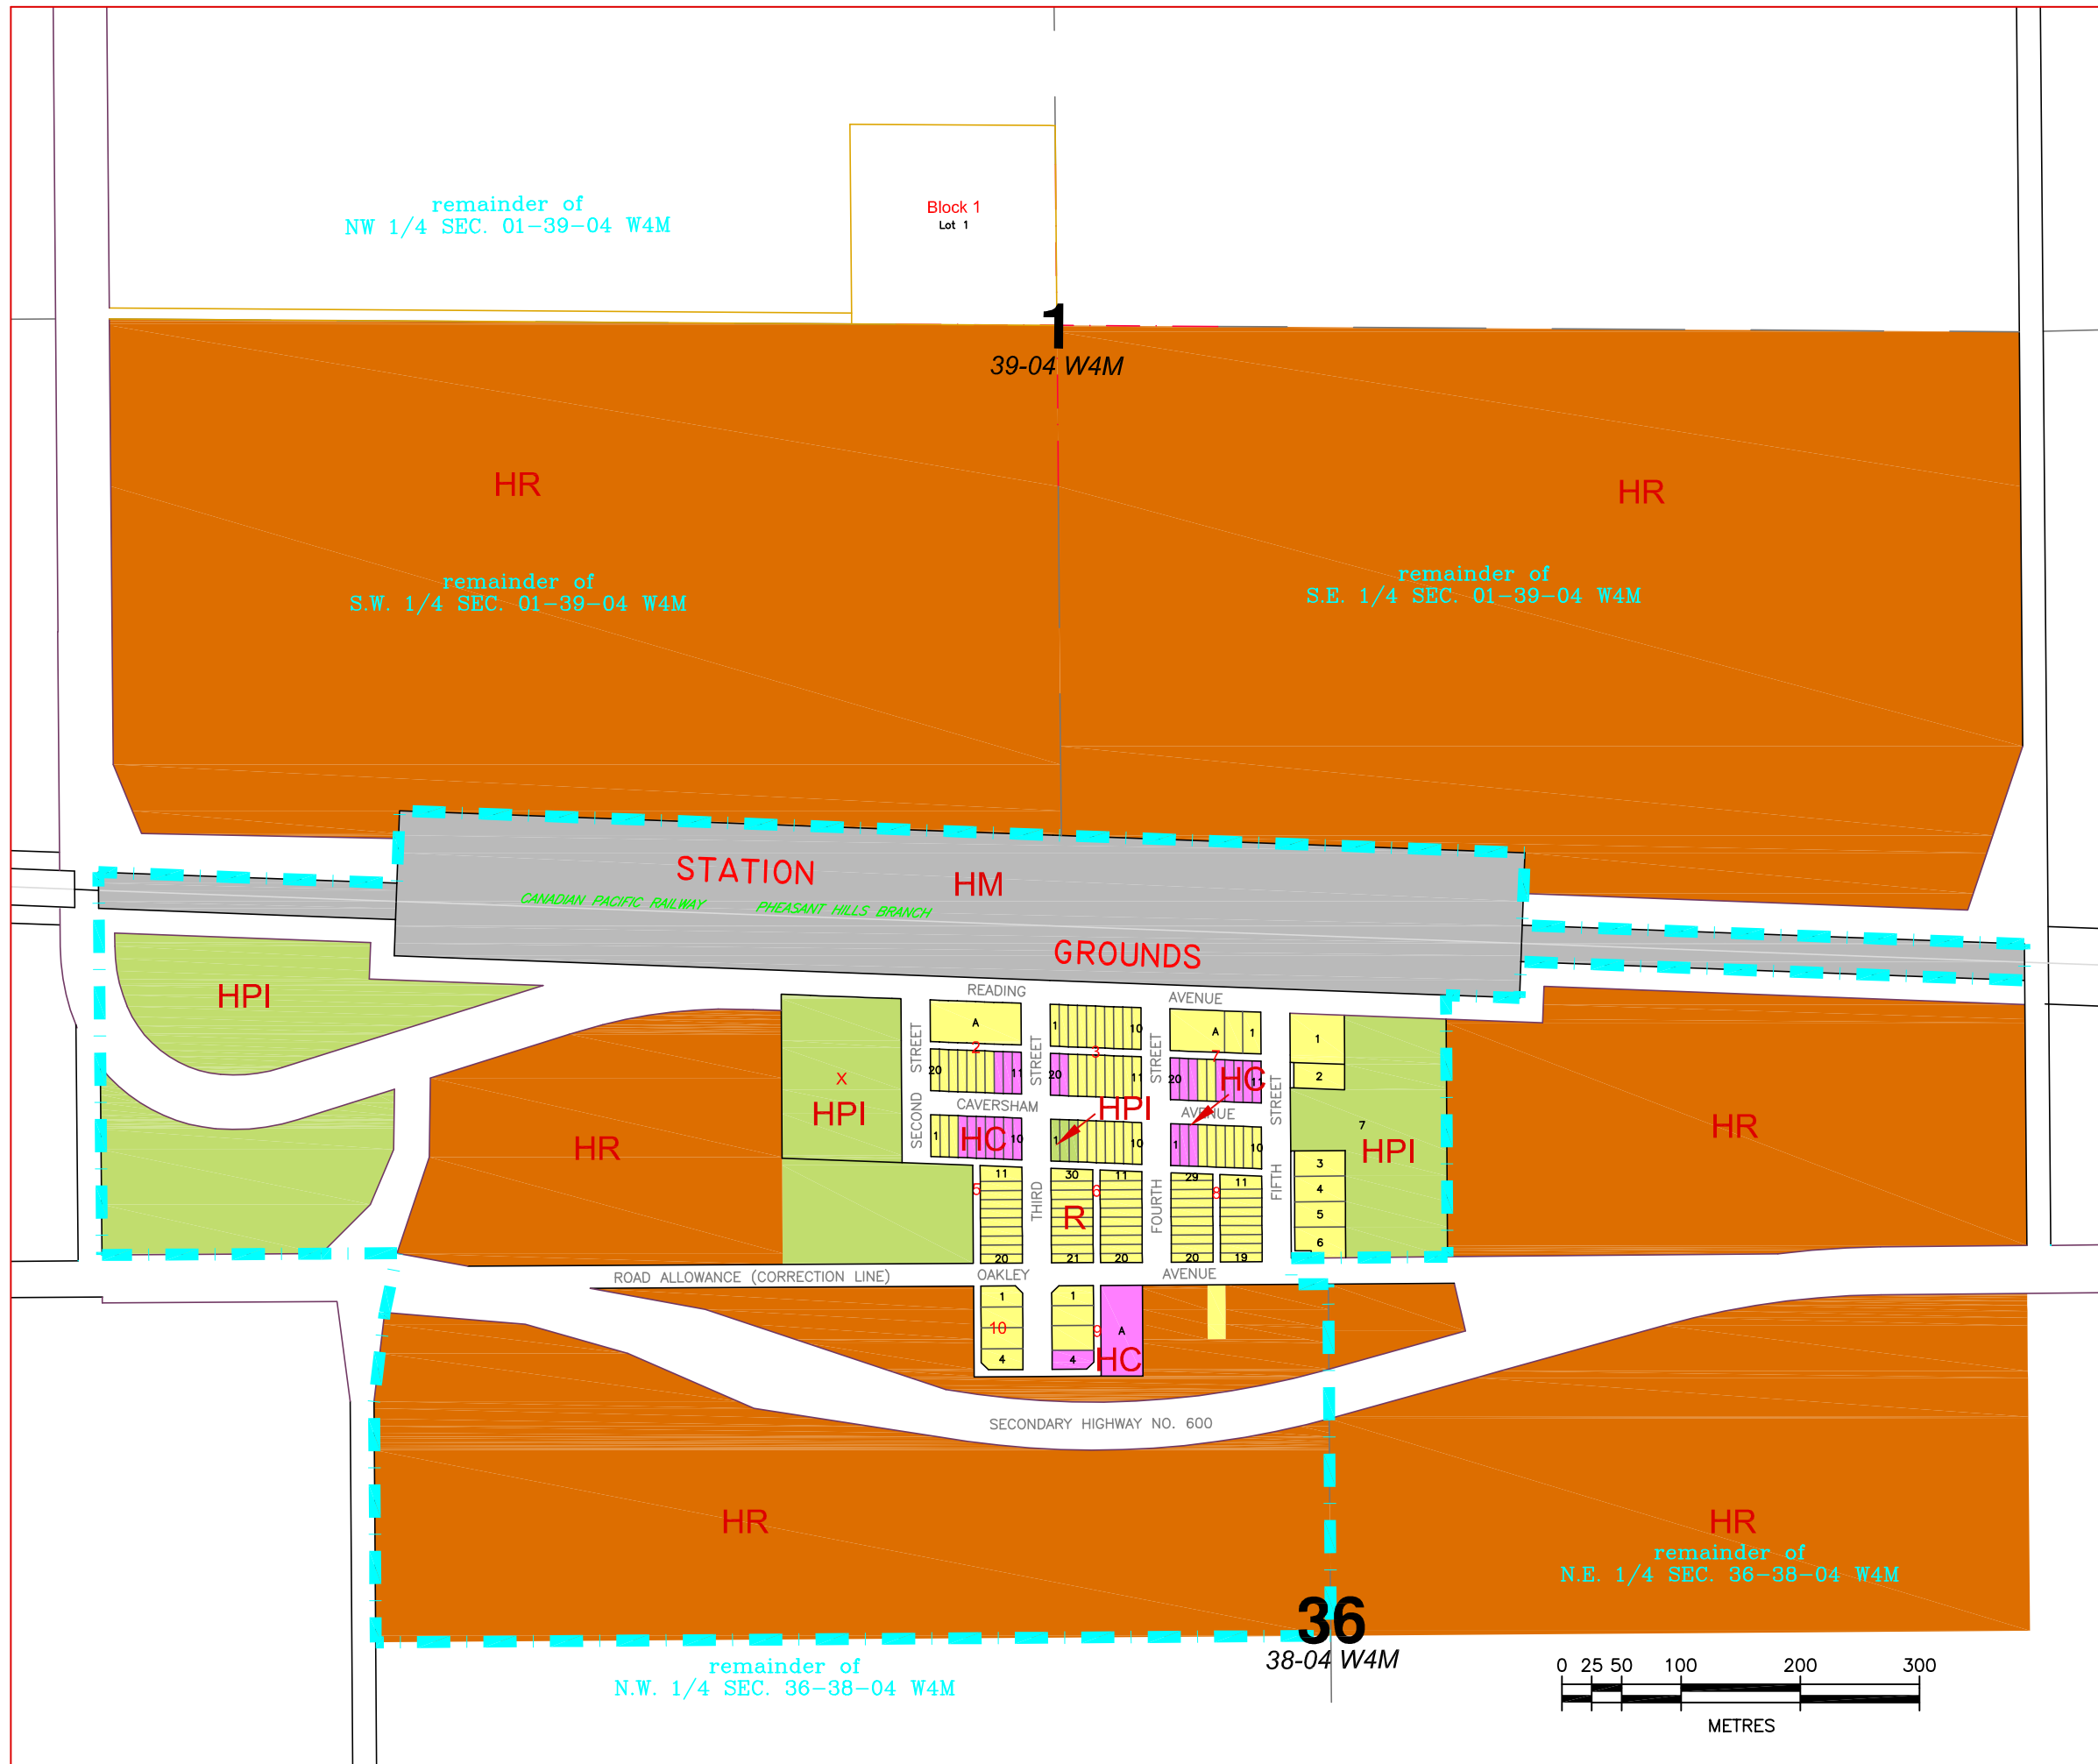 remainder of
NW 1/4 SEC. 01-39-04 W4M
Block 1
Lot 1
1
39-04 W4M
HR
HR
remainder of
S.W. 1/4 SEC. 01-39-04 W4M
remainder of
S.E. 1/4 SEC. 01-39-04 W4M
STATION
HM
CANADIAN PACIFIC RAILWAY
PHEASANT HILLS BRANCH
GROUNDS
HPI
READING
AVENUE
A
1
10
A
1
1
STREET
2
STREET
3
STREET
7
20
11
20
11
20
HC
11
2
X
HPI
CAVERSHAM
HPI
AVENUE
STREET
SECOND
1
HC
10
1
10
1
10
7
HPI
HR
HR
5
11
30
6
11
29
8
11
3
4
5
6
THIRD
R
FOURTH
FIFTH
20
21
20
20
19
ROAD ALLOWANCE (CORRECTION LINE)
OAKLEY
AVENUE
1
10
4
1
9
4
A
HC
SECONDARY HIGHWAY NO. 600
HR
HR
remainder of
N.E. 1/4 SEC. 36-38-04 W4M
36
38-04 W4M
remainder of
N.W. 1/4 SEC. 36-38-04 W4M
0 25 50 100 200 300
METRES